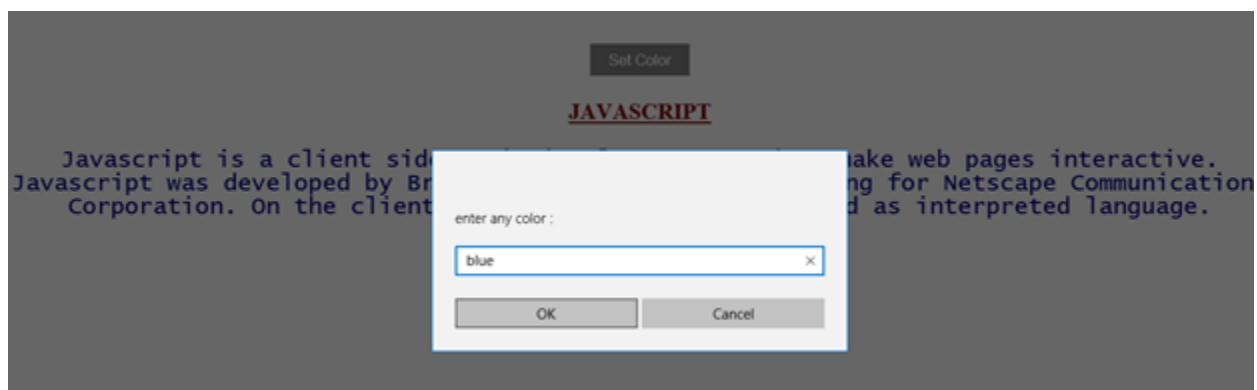 Set Color
JAVASCRIPT
Javascript is a client sid ake web pages interactive.
Javascript was developed by Br ng for Netscape Communication
Corporation. On the client d as interpreted language.
enter any color :
blue
OK Cancel